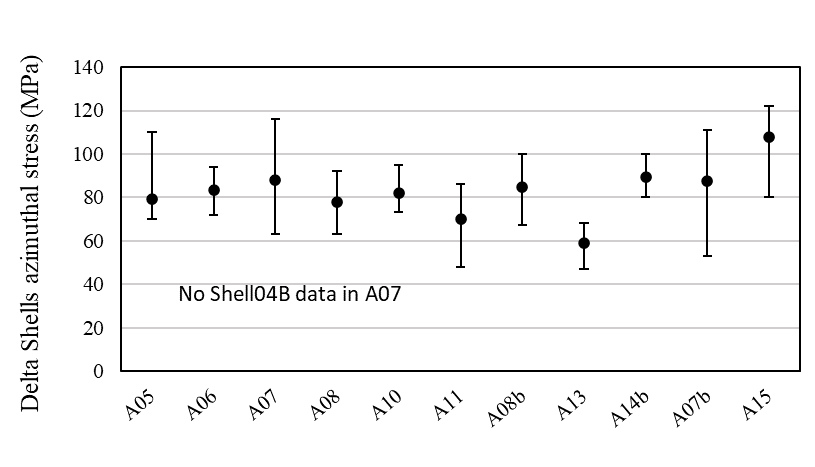 Delta Shells azimuthal stress (MPa)
140
120
100
80
60
40
20
0
No Shell04B data in A07
A05
A06
A07
A08
A10
A11
A08b
A13
A14b
A07b
A15